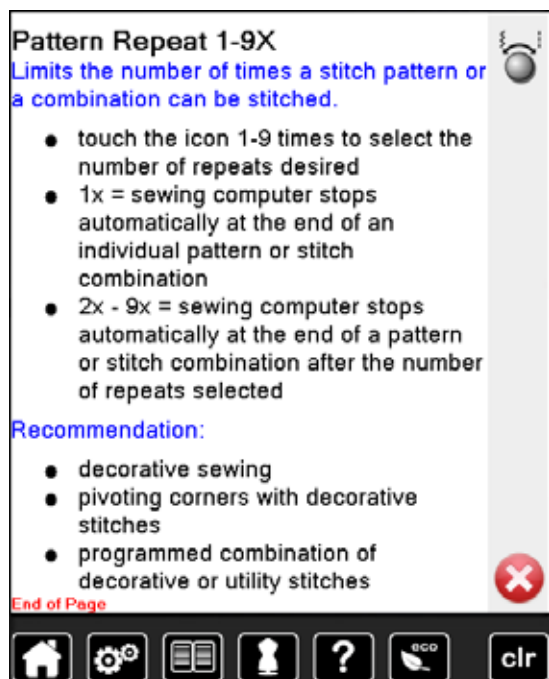 Pattern Repeat 1-9X
Limits the number of times a stitch pattern or
a combination can be stitched.
● touch the icon 1-9 times to select the
number of repeats desired
● 1x = sewing computer stops
automatically at the end of an
individual pattern or stitch
combination
● 2x - 9x = sewing computer stops
automatically at the end of a pattern
or stitch combination after the number
of repeats selected
Recommendation:
● decorative sewing
● pivoting corners with decorative
stitches
● programmed combination of
decorative or utility stitches
End of Page
? eco clr